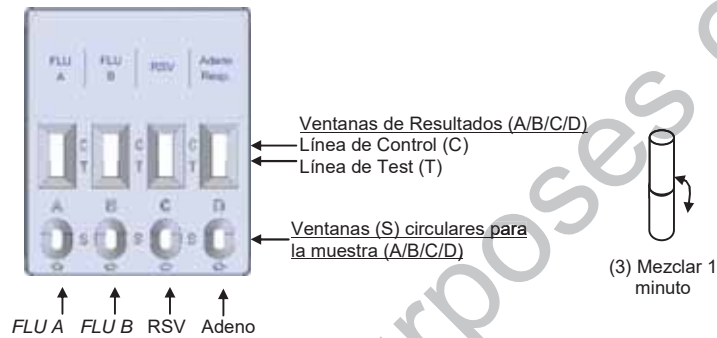 FLU
A
FLU
B
RSV
Adeno
Resp.
Ventanas de Resultados (A/B/C/D)
C C C
Línea de Control (C)
T T T
Línea de Test (T)
A B C D
S S S
Ventanas (S) circulares para
la muestra (A/B/C/D)
(3) Mezclar 1
minuto
FLU A FLU B RSV Adeno